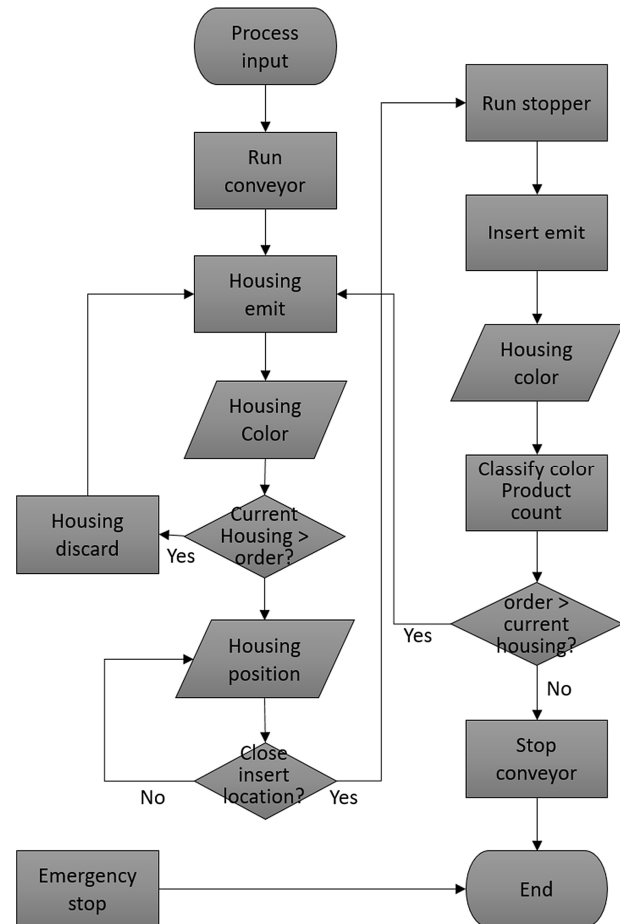 Process
input
Run
conveyor
Housing
emit
Housing
Color
Current
Housing >
order?
Yes
Housing
discard
Housing
position
Close
insert
location?
No
Yes
Run stopper
Insert emit
Housing
color
Classify color
Product
count
order >
current
housing?
Yes
No
Stop
conveyor
Emergency
stop
End